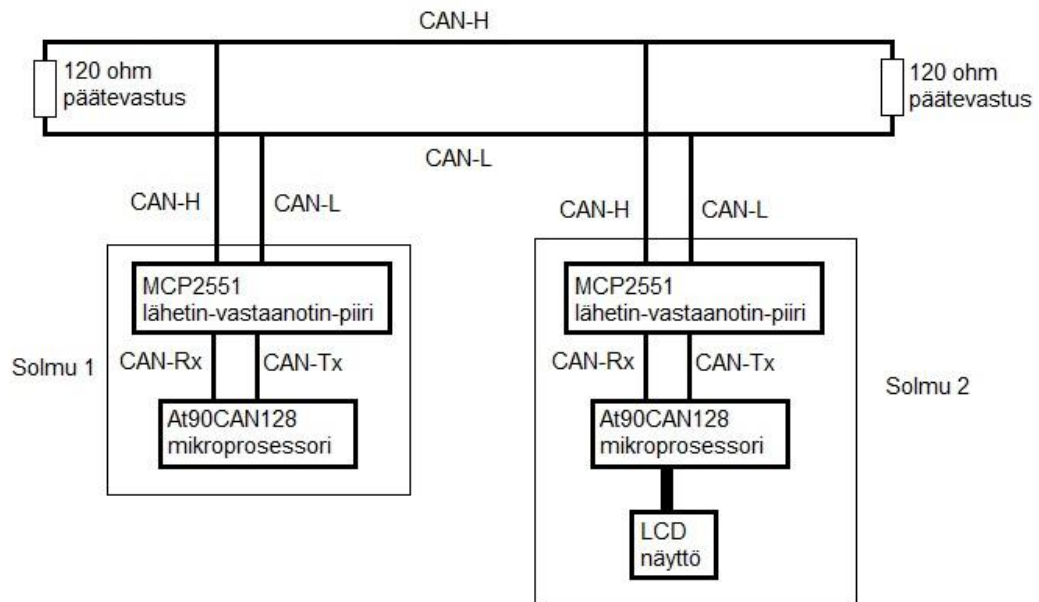 CAN-H
120 ohm
päätevastus
120 ohm
päätevastus
CAN-L
CAN-H
CAN-L
CAN-H
CAN-L
MCP2551
lähetin-vastaanotin-piiri
MCP2551
lähetin-vastaanotin-piiri
Solmu 1
CAN-Rx
CAN-Tx
CAN-Rx
CAN-Tx
Solmu 2
At90CAN128
mikroprosessori
At90CAN128
mikroprosessori
LCD
näyttö